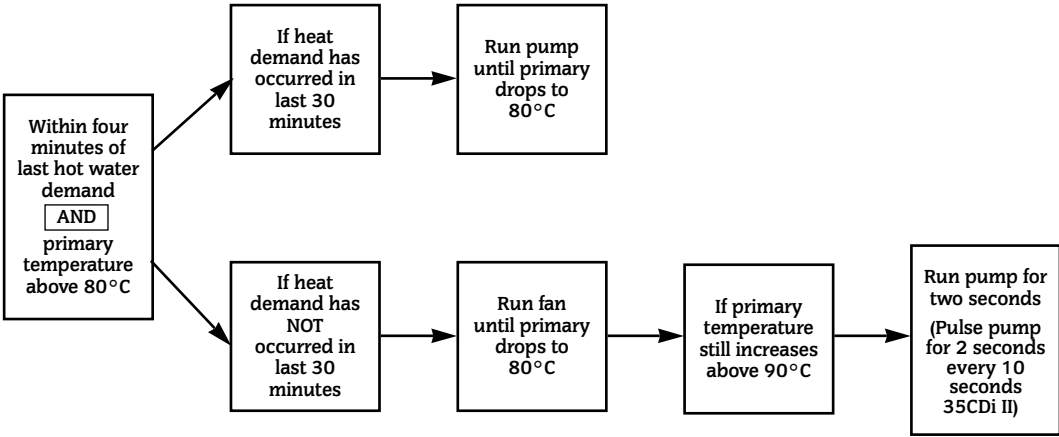 Within four
minutes of
last hot water
demand
AND
primary
temperature
above 80°C
If heat
demand has
occurred in
last 30
minutes
Run pump
until primary
drops to
80°C
If heat
demand has
NOT
occurred in
last 30
minutes
Run fan
until primary
drops to
80°C
If primary
temperature
still increases
above 90°C
Run pump for
two seconds
(Pulse pump
for 2 seconds
every 10
seconds
35CDi II)